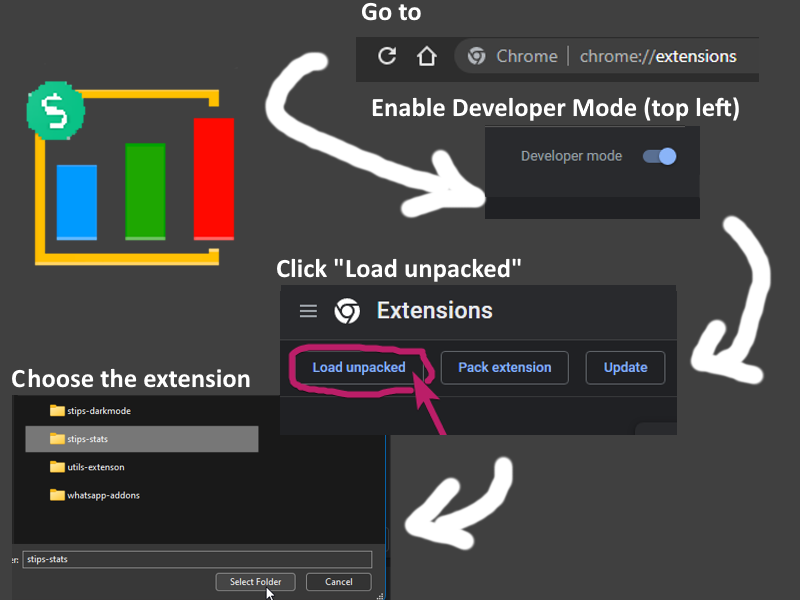 Go to
Chrome | chrome://extensions
Enable Developer Mode (top left)
Developer mode
Click "Load unpacked"
Extensions
Load unpacked
Pack extension
Update
Choose the extension
stips-darkmode
stips-stats
utils-extenson
whatsapp-addons
er: stips-stats
Select Folder
Cancel